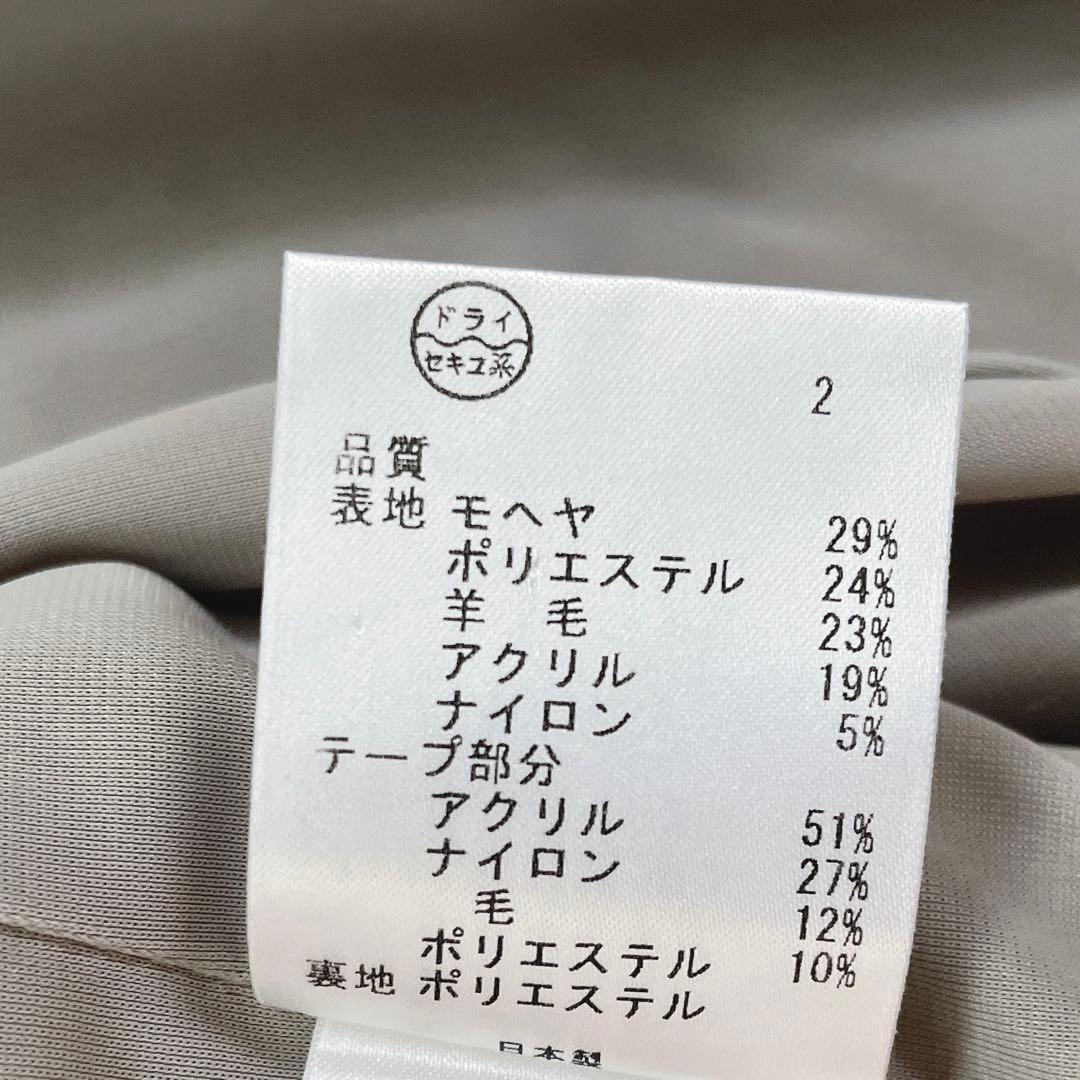 ドライ
セキユ系
2
品質
表地 モヘヤ 29%
ポリエステル 24%
羊 毛 23%
アクリル 19%
ナイロン 5%
テープ部分
アクリル 51%
ナイロン 27%
毛 12%
ポリエステル 10%
裏地 ポリエステル
日本製